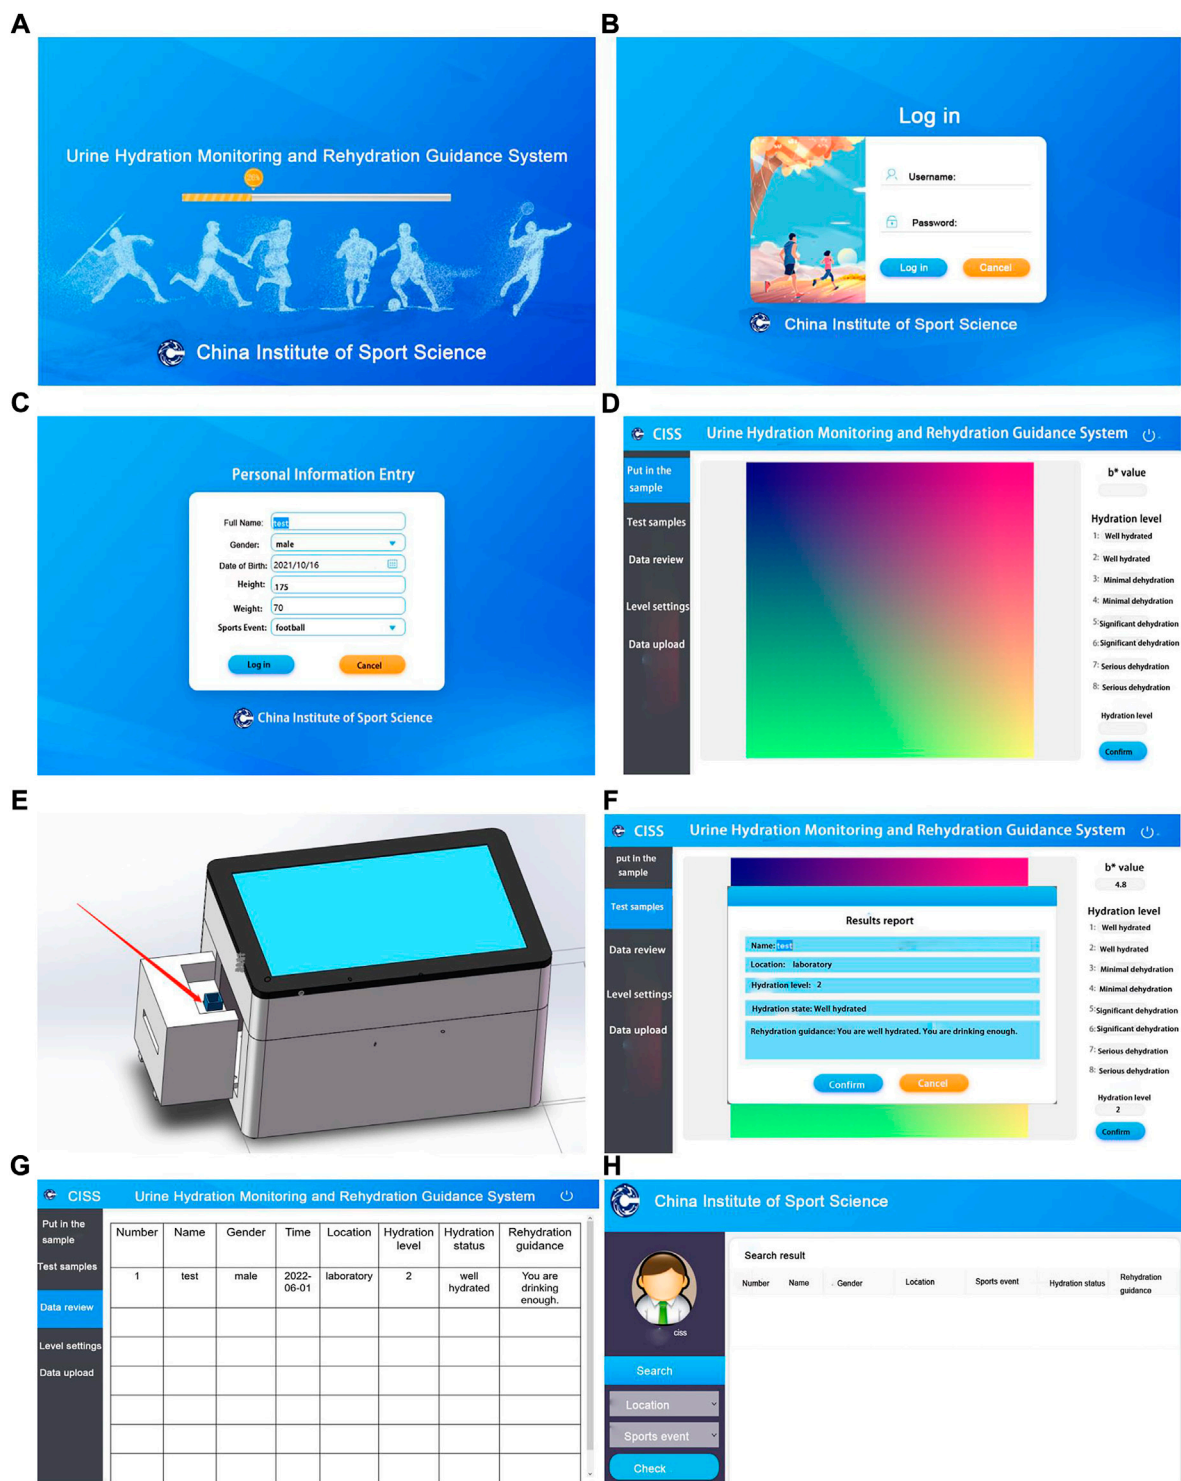 A
Urine Hydration Monitoring and Rehydration Guidance System
25%
China Institute of Sport Science
B
Log in
Username:
Password:
Log in
Cancel
China Institute of Sport Science
C
Personal Information Entry
Full Name: test
Gender: male
Date of Birth: 2021/10/16
Height: 175
Weight: 70
Sports Event: football
Log in
Cancel
China Institute of Sport Science
D
CISS
Urine Hydration Monitoring and Rehydration Guidance System
Put in the
sample
Test samples
Data review
Level settings
Data upload
b* value
Hydration level
1: Well hydrated
2: Well hydrated
3: Minimal dehydration
4: Minimal dehydration
5: Significant dehydration
6: Significant dehydration
7: Serious dehydration
8: Serious dehydration
Hydration level
Confirm
E
F
CISS
Urine Hydration Monitoring and Rehydration Guidance System
put in the
sample
Test samples
Data review
Level settings
Data upload
Results report
Name: test
Location: laboratory
Hydration level: 2
Hydration state: Well hydrated
Rehydration guidance: You are well hydrated. You are drinking enough.
Confirm
Cancel
b* value
4.8
Hydration level
1: Well hydrated
2: Well hydrated
3: Minimal dehydration
4: Minimal dehydration
5: Significant dehydration
6: Significant dehydration
7: Serious dehydration
8: Serious dehydration
Hydration level
2
Confirm
G
CISS
Urine Hydration Monitoring and Rehydration Guidance System
Put in the
sample
Test samples
Data review
Level settings
Data upload
Number Name Gender Time Location Hydration level Hydration status Rehydration guidance
1 test male 2022-06-01 laboratory 2 well hydrated You are drinking enough.
H
China Institute of Sport Science
ciss
Search
Location
Sports event
Check
Search result
Number Name Gender Location Sports event Hydration status Rehydration guidance